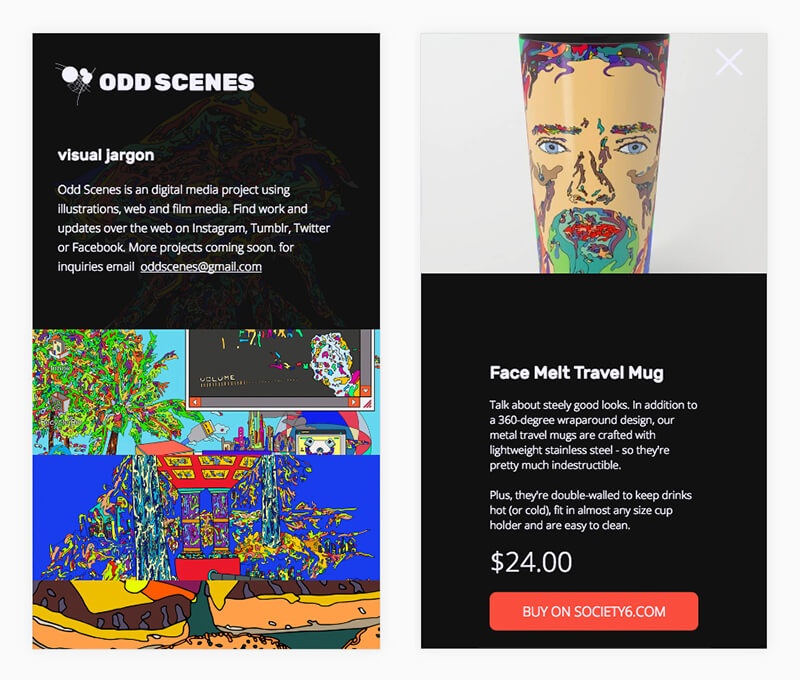 ODD SCENES
visual jargon
Odd Scenes is an digital media project using
illustrations, web and film media. Find work and
updates over the web on Instagram, Tumblr, Twitter
or Facebook. More projects coming soon. for
inquiries email oddscenes@gmail.com
VOLUME
Face Melt Travel Mug
Talk about steely good looks. In addition to
a 360-degree wraparound design, our
metal travel mugs are crafted with
lightweight stainless steel - so they're
pretty much indestructible.
Plus, they're double-walled to keep drinks
hot (or cold), fit in almost any size cup
holder and are easy to clean.
$24.00
BUY ON SOCIETY6.COM